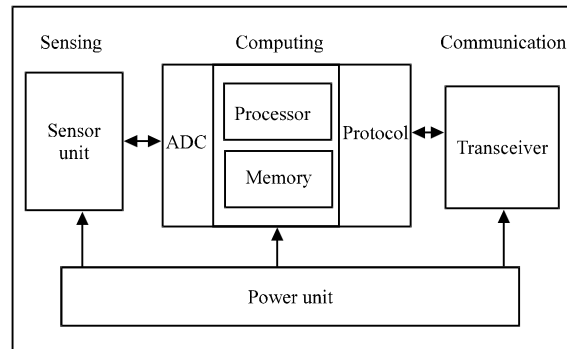 Sensing
Computing
Communication
Sensor
unit
ADC
Processor
Memory
Protocol
Transceiver
Power unit